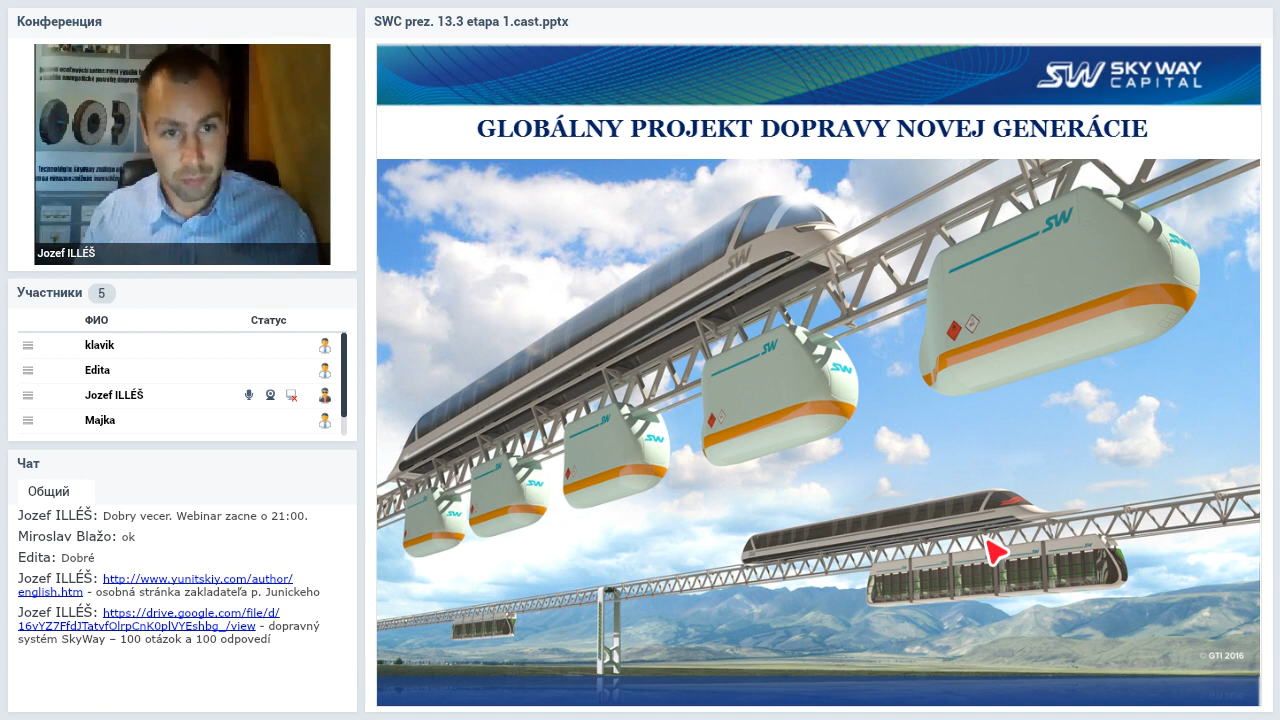 Конференция
Jozef ILLÉŠ
Участники 5
ФИО Статус
klavik
Edita
Jozef ILLÉŠ
Majka
Чат
Общий
Jozef ILLÉŠ: Dobry vecer. Webinar zacne o 21:00.
Miroslav Blažo: ok
Edita: Dobré
Jozef ILLÉŠ: http://www.yunitskiy.com/author/
english.htm - osobná stránka zakladateľa p. Junickeho
Jozef ILLÉŠ: https://drive.google.com/file/d/
- dopravný
systém SkyWay – 100 otázok a 100 odpovedí
SWC prez. 13.3 etapa 1.cast.pptx
SW SKY WAY
CAPITAL
GLOBÁLNY PROJEKT DOPRAVY NOVEJ GENERÁCIE
SW
SW
SW
SW
SW
SW
SW
SW
SW
© GTI 2016